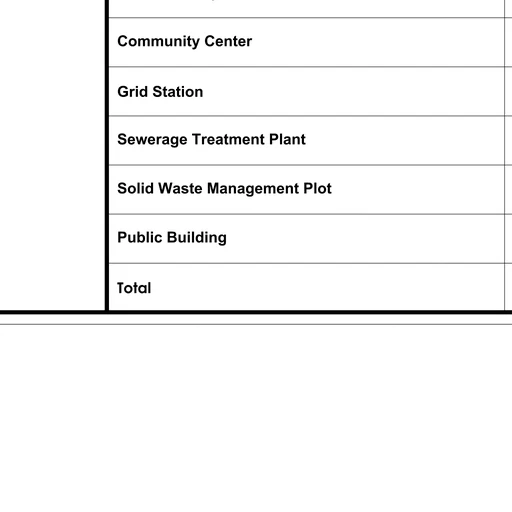 Community Center
Grid Station
Sewerage Treatment Plant
Solid Waste Management Plot
Public Building
Total